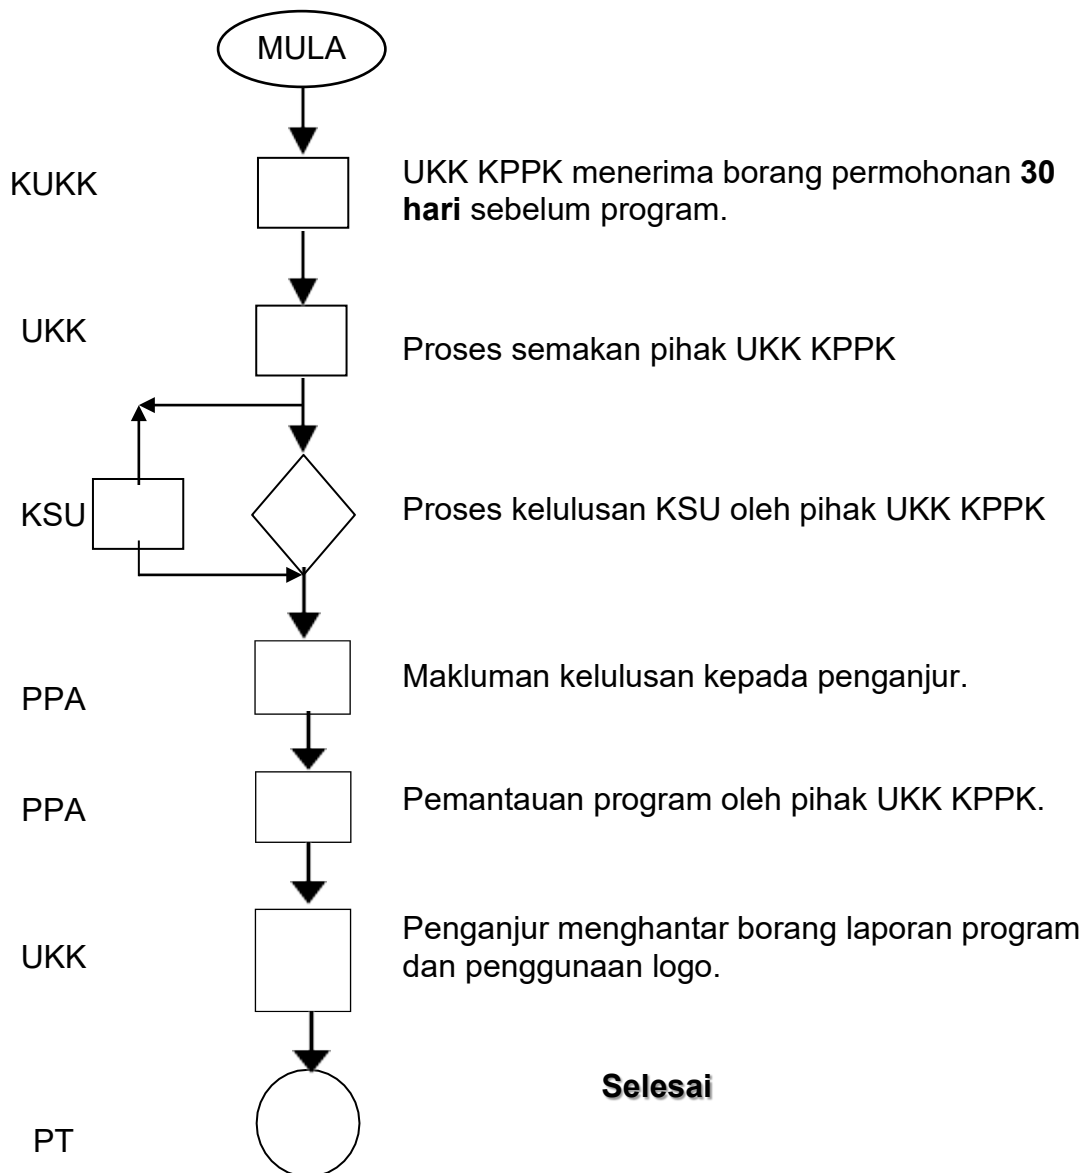 MULA
KUKK
UKK KPPK menerima borang permohonan 30
hari sebelum program.
UKK
Proses semakan pihak UKK KPPK
KSU
Proses kelulusan KSU oleh pihak UKK KPPK
PPA
Makluman kelulusan kepada penganjur.
PPA
Pemantauan program oleh pihak UKK KPPK.
UKK
Penganjur menghantar borang laporan program
dan penggunaan logo.
Selesai
PT